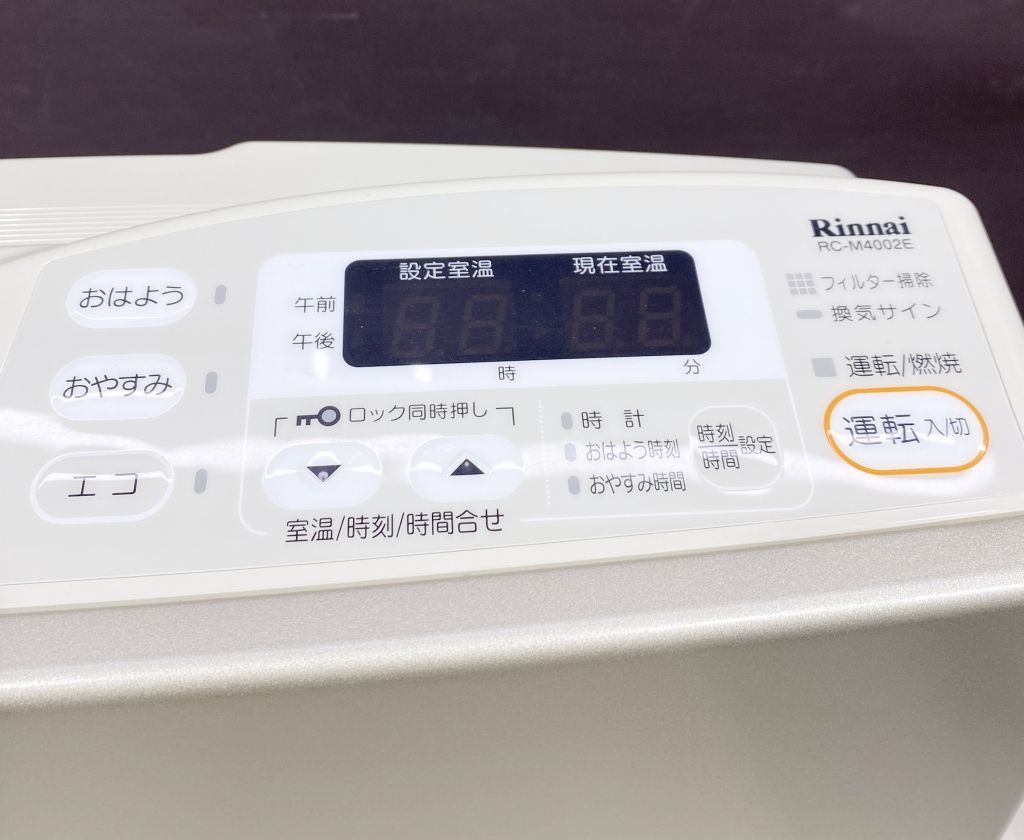 Rinnai
RC-M4002E
設定室温 現在室温
午前
午後
時 分
おはよう
おやすみ
エコ
ロック同時押し
▼ ▲
室温/時刻/時間合せ
時計
おはよう時刻
おやすみ時間
時刻
時間
設定
フィルター掃除
換気サイン
運転/燃焼
運転 入/切